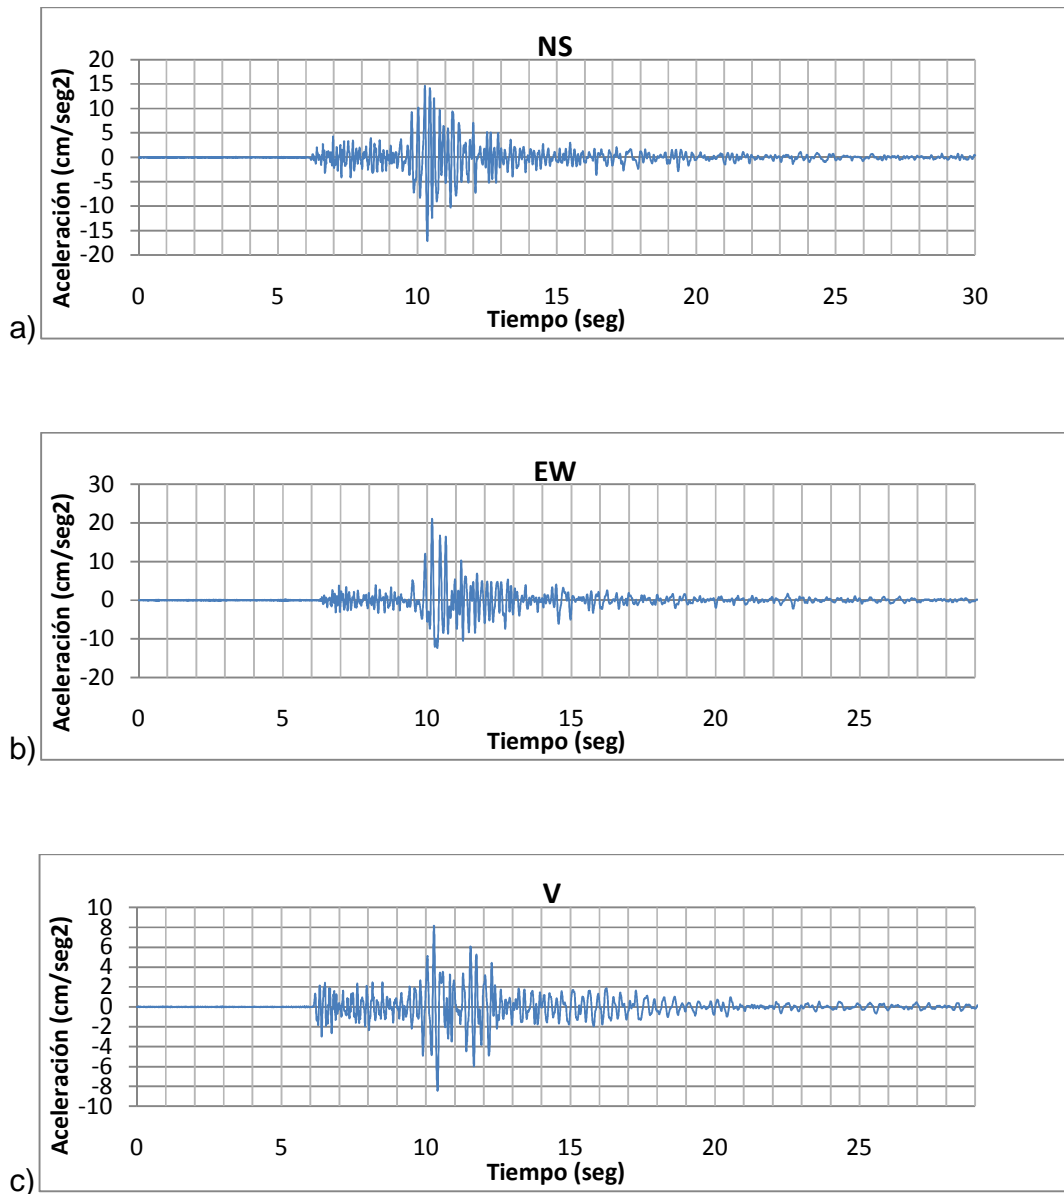 NS
Aceleración (cm/seg2)
20
15
10
5
0
-5
-10
-15
-20
0 5 10 15 20 25 30
Tiempo (seg)
a)
EW
Aceleración (cm/seg2)
30
20
10
0
-10
-20
0 5 10 15 20 25
Tiempo (seg)
b)
V
Aceleración (cm/seg2)
10
8
6
4
2
0
-2
-4
-6
-8
-10
0 5 10 15 20 25
Tiempo (seg)
c)